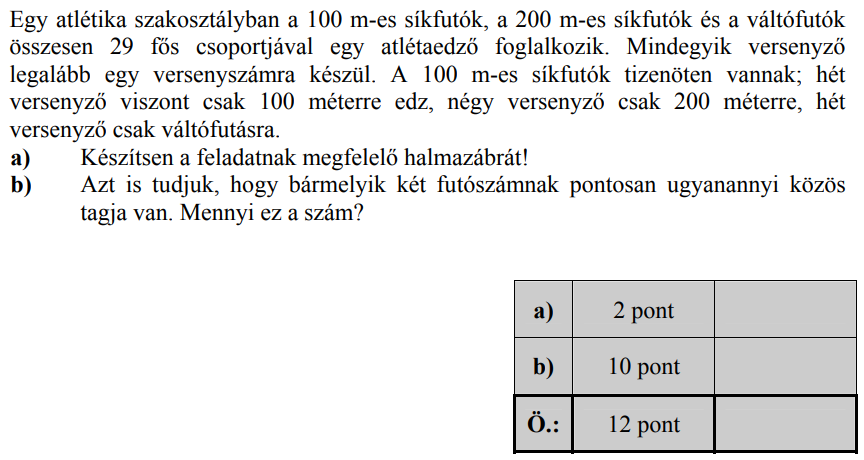 Egy atlétika szakosztályban a 100 m-es síkfutók, a 200 m-es síkfutók és a váltófutók
összesen 29 fős csoportjával egy atlétaedző foglalkozik. Mindegyik versenyző
legalább egy versenyszámra készül. A 100 m-es síkfutók tizenöten vannak; hét
versenyző viszont csak 100 méterre edz, négy versenyző csak 200 méterre, hét
versenyző csak váltófutásra.
a) Készítsen a feladatnak megfelelő halmazábrát!
b) Azt is tudjuk, hogy bármelyik két futószámnak pontosan ugyanannyi közös
tagja van. Mennyi ez a szám?
a) 2 pont
b) 10 pont
Ö.: 12 pont